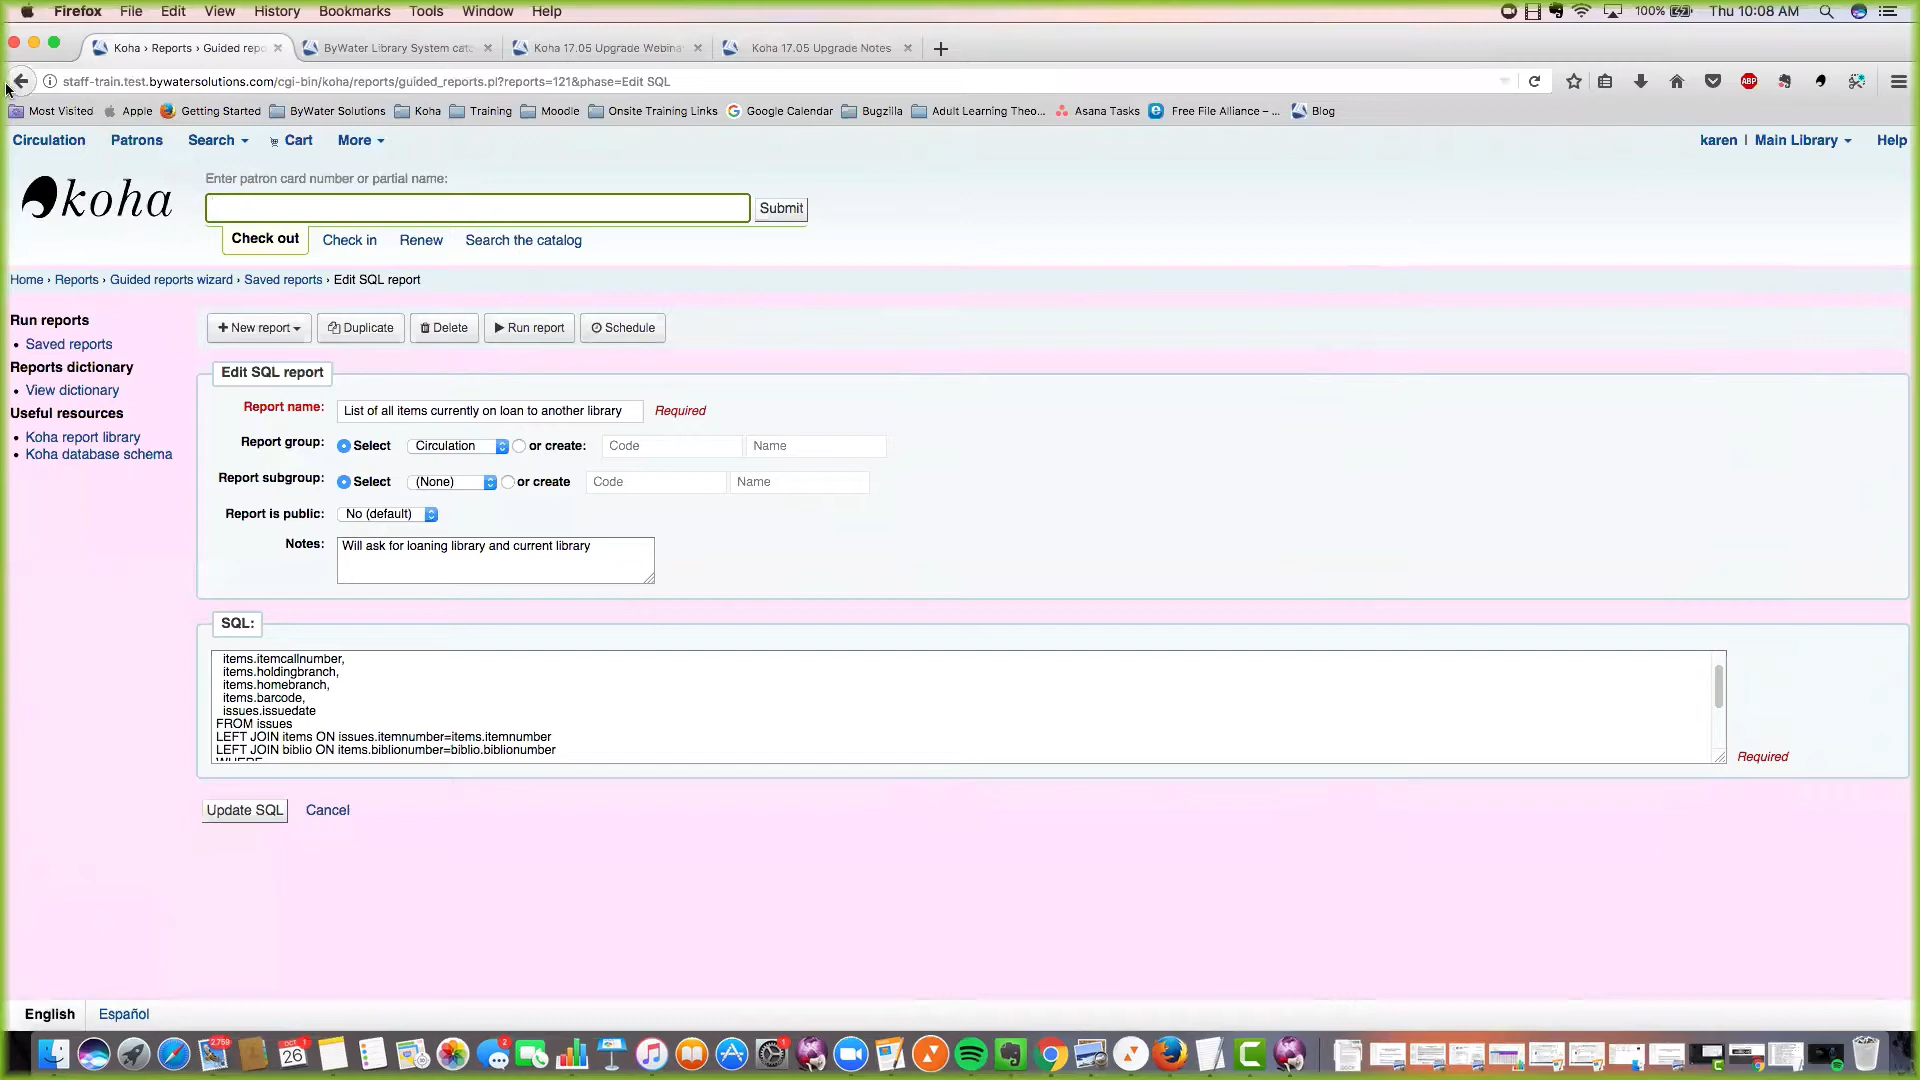 Firefox File Edit View History Bookmarks Tools Window Help 100% Thu 10:08 AM
Koha › Reports › Guided repo ByWater Library System cat Koha 17.05 Upgrade Webina Koha 17.05 Upgrade Notes
staff-train.test.bywatersolutions.com/cgi-bin/koha/reports/guided_reports.pl?reports=121&phase=Edit SQL
ABP
Most Visited Apple Getting Started ByWater Solutions Koha Training Moodle Onsite Training Links Google Calendar Bugzilla Adult Learning Theo... Asana Tasks Free File Alliance – ... Blog
Circulation Patrons Search Cart More karen | Main Library Help
Enter patron card number or partial name:
koha
Submit
Check out Check in Renew Search the catalog
Home › Reports › Guided reports wizard › Saved reports › Edit SQL report
Run reports
• Saved reports
Reports dictionary
• View dictionary
Useful resources
• Koha report library
• Koha database schema
+ New report Duplicate Delete Run report Schedule
Edit SQL report
Report name: List of all items currently on loan to another library Required
Report group: Select Circulation or create: Code Name
Report subgroup: Select (None) or create Code Name
Report is public: No (default)
Notes: Will ask for loaning library and current library
SQL:
items.itemcallnumber,
items.holdingbranch,
items.homebranch,
items.barcode,
issues.issuedate
FROM issues
LEFT JOIN items ON issues.itemnumber=items.itemnumber
LEFT JOIN biblio ON items.biblionumber=biblio.biblionumber
WHERE
Required
Update SQL Cancel
English Español
2,759 OCT 26 2 1